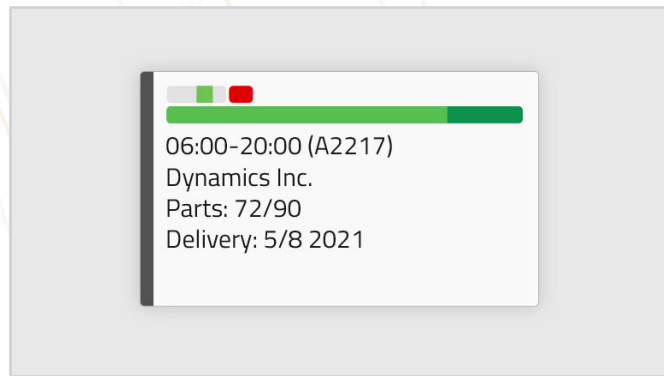 06:00-20:00 (A2217)
Dynamics Inc.
Parts: 72/90
Delivery: 5/8 2021